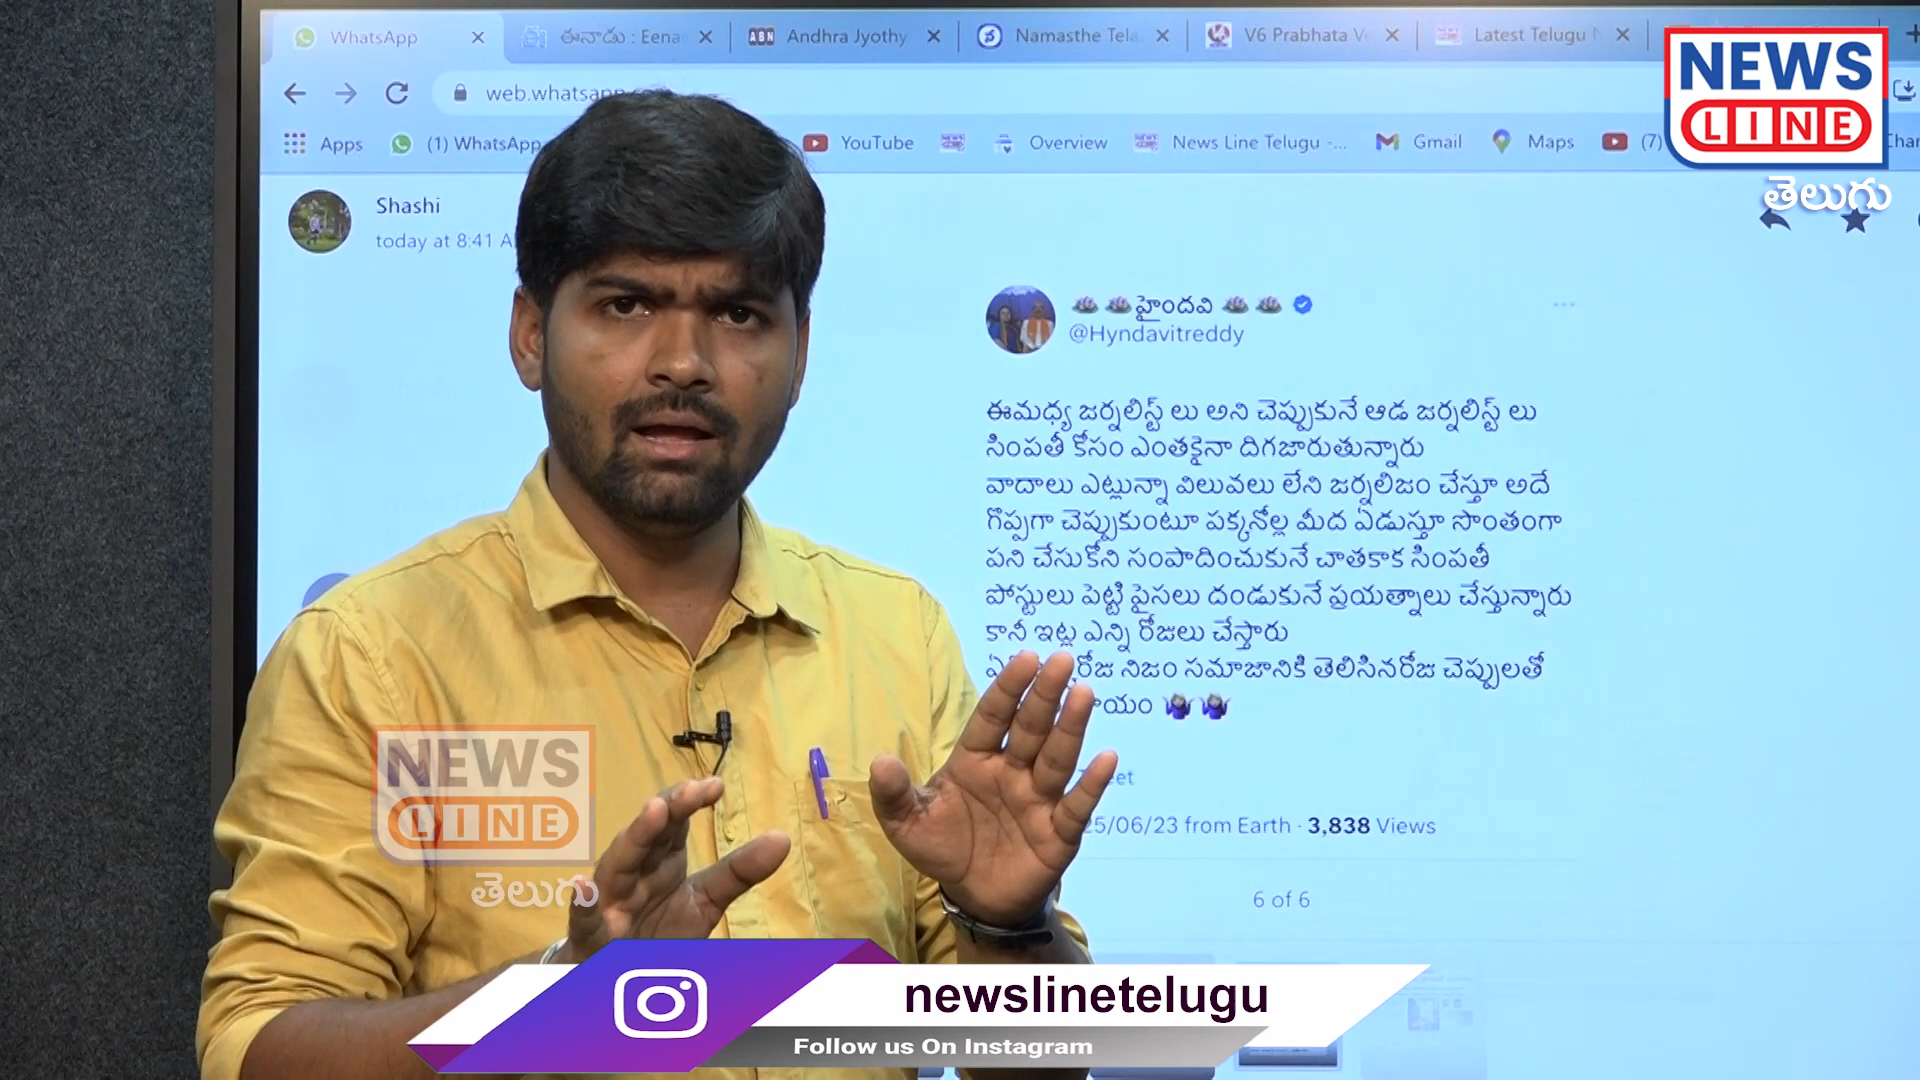 WhatsApp
ఈనాడు : Eena
ABN Andhra Jyothy
Namasthe Tela
V6 Prabhata Ve
Latest Telugu N
web.whatsapp
Apps
(1) WhatsApp
YouTube
Overview
News Line Telugu -...
Gmail
Maps
(7)
NEWS
LINE
తెలుగు
Shashi
today at 8:41 A
హైందవి
@Hyndavitreddy
ఈమధ్య జర్నలిస్ట్ లు అని చెప్పుకునే ఆడ జర్నలిస్ట్ లు
సింపతీ కోసం ఎంతకైనా దిగజారుతున్నారు
వాదాలు ఎట్లున్నా విలువలు లేని జర్నలిజం చేస్తూ అదే
గొప్పగా చెప్పుకుంటూ పక్కనోల్ల మీద ఏడుస్తూ సొంతంగా
పని చేసుకోని సంపాదించుకునే చాతకాక సింపతీ
పోస్టులు పెట్టి పైసలు దండుకునే ప్రయత్నాలు చేస్తున్నారు
కానీ ఇట్ల ఎన్ని రోజులు చేస్తారు
రోజు నిజం సమాజానికి తెలిసినరోజు చెప్పులతో
25/06/23 from Earth · 3,838 Views
6 of 6
NEWS
LINE
తెలుగు
newslinetelugu
Follow us On Instagram